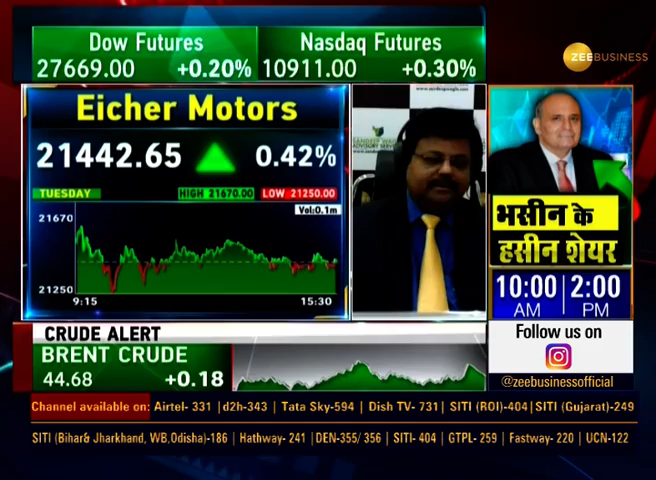 Dow Futures
27669.00 +0.20%
Nasdaq Futures
10911.00 +0.30%
ZEEBUSINESS
Eicher Motors
21442.65 0.42%
TUESDAY HIGH 21670.00 LOW 21250.00
Vol:0.1m
21670
21250
9:15 15:30
भसीन के
हसीन शेयर
10:00 AM
2:00 PM
CRUDE ALERT
BRENT CRUDE
44.68 +0.18
Follow us on
@zeebusinessofficial
Channel available on: Airtel- 331 |d2h-343 | Tata Sky-594 | Dish TV- 731| SITI (ROI)-404|SITI (Gujarat)-249
SITI (Bihar& Jharkhand, WB,Odisha)-186 | Hathway- 241 |DEN-355/ 356 | SITI- 404 | GTPL- 259 | Fastway- 220 | UCN-122